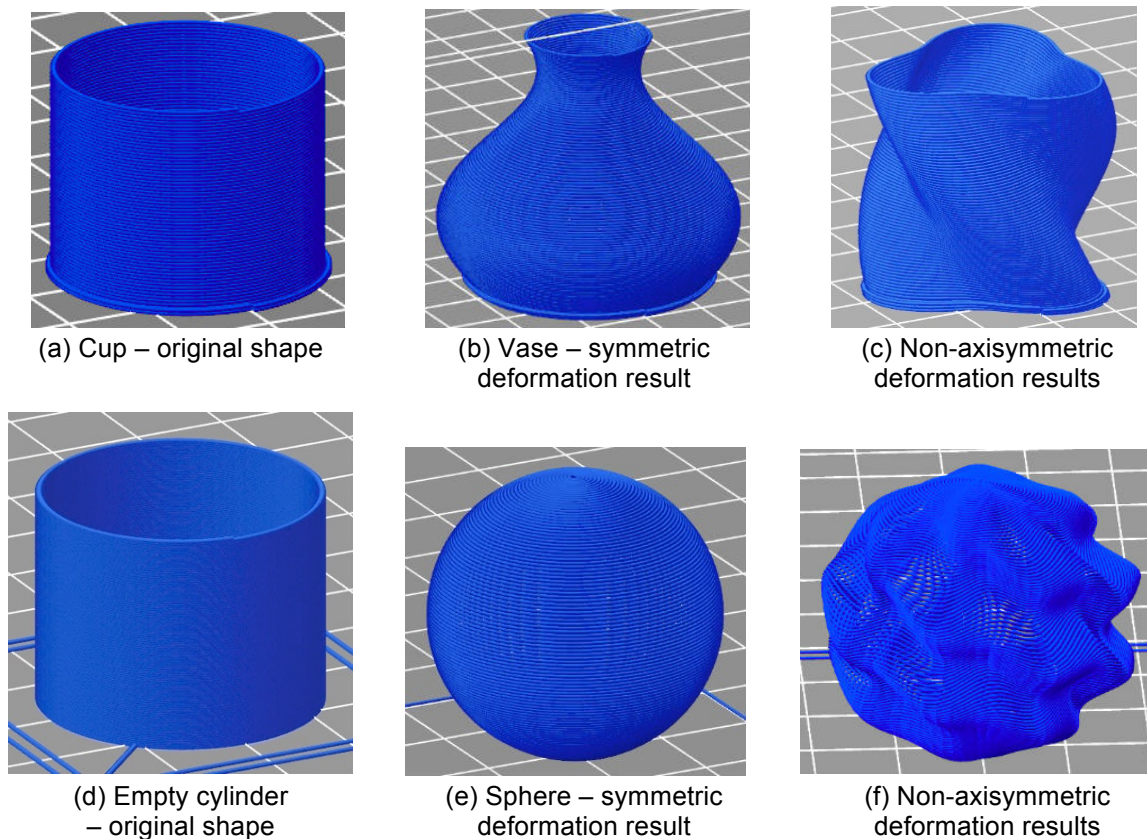 (a) Cup – original shape
(b) Vase – symmetric
deformation result
(c) Non-axisymmetric
deformation results
(d) Empty cylinder
– original shape
(e) Sphere – symmetric
deformation result
(f) Non-axisymmetric
deformation results